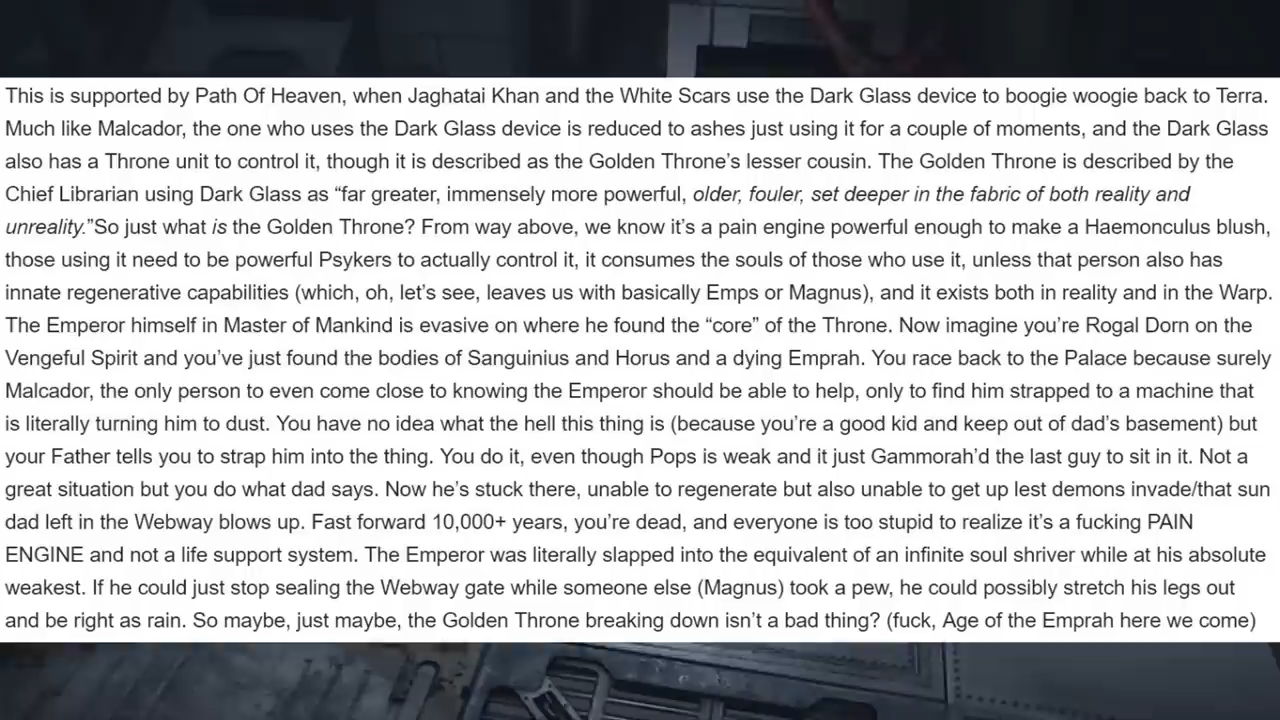 This is supported by Path Of Heaven, when Jaghatai Khan and the White Scars use the Dark Glass device to boogie woogie back to Terra.
Much like Malcador, the one who uses the Dark Glass device is reduced to ashes just using it for a couple of moments, and the Dark Glass
also has a Throne unit to control it, though it is described as the Golden Throne’s lesser cousin. The Golden Throne is described by the
Chief Librarian using Dark Glass as “far greater, immensely more powerful, older, fouler, set deeper in the fabric of both reality and
unreality.”So just what is the Golden Throne? From way above, we know it’s a pain engine powerful enough to make a Haemonculus blush,
those using it need to be powerful Psykers to actually control it, it consumes the souls of those who use it, unless that person also has
innate regenerative capabilities (which, oh, let’s see, leaves us with basically Emps or Magnus), and it exists both in reality and in the Warp.
The Emperor himself in Master of Mankind is evasive on where he found the “core” of the Throne. Now imagine you’re Rogal Dorn on the
Vengeful Spirit and you’ve just found the bodies of Sanguinius and Horus and a dying Emprah. You race back to the Palace because surely
Malcador, the only person to even come close to knowing the Emperor should be able to help, only to find him strapped to a machine that
is literally turning him to dust. You have no idea what the hell this thing is (because you’re a good kid and keep out of dad’s basement) but
your Father tells you to strap him into the thing. You do it, even though Pops is weak and it just Gammorah’d the last guy to sit in it. Not a
great situation but you do what dad says. Now he’s stuck there, unable to regenerate but also unable to get up lest demons invade/that sun
dad left in the Webway blows up. Fast forward 10,000+ years, you’re dead, and everyone is too stupid to realize it’s a fucking PAIN
ENGINE and not a life support system. The Emperor was literally slapped into the equivalent of an infinite soul shriver while at his absolute
weakest. If he could just stop sealing the Webway gate while someone else (Magnus) took a pew, he could possibly stretch his legs out
and be right as rain. So maybe, just maybe, the Golden Throne breaking down isn’t a bad thing? (fuck, Age of the Emprah here we come)